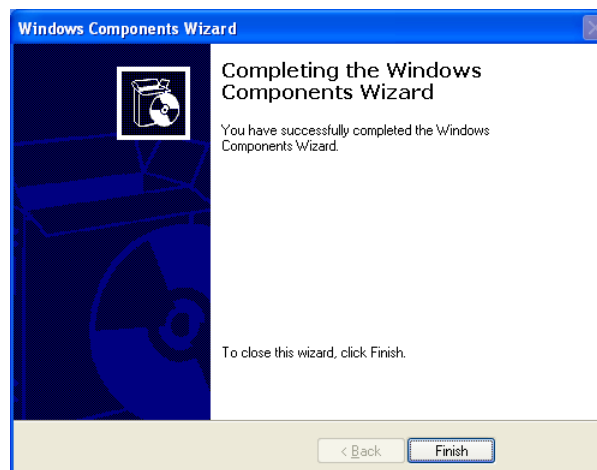 Windows Components Wizard
Completing the Windows
Components Wizard
You have successfully completed the Windows
Components Wizard.
To close this wizard, click Finish.
< Back
Finish